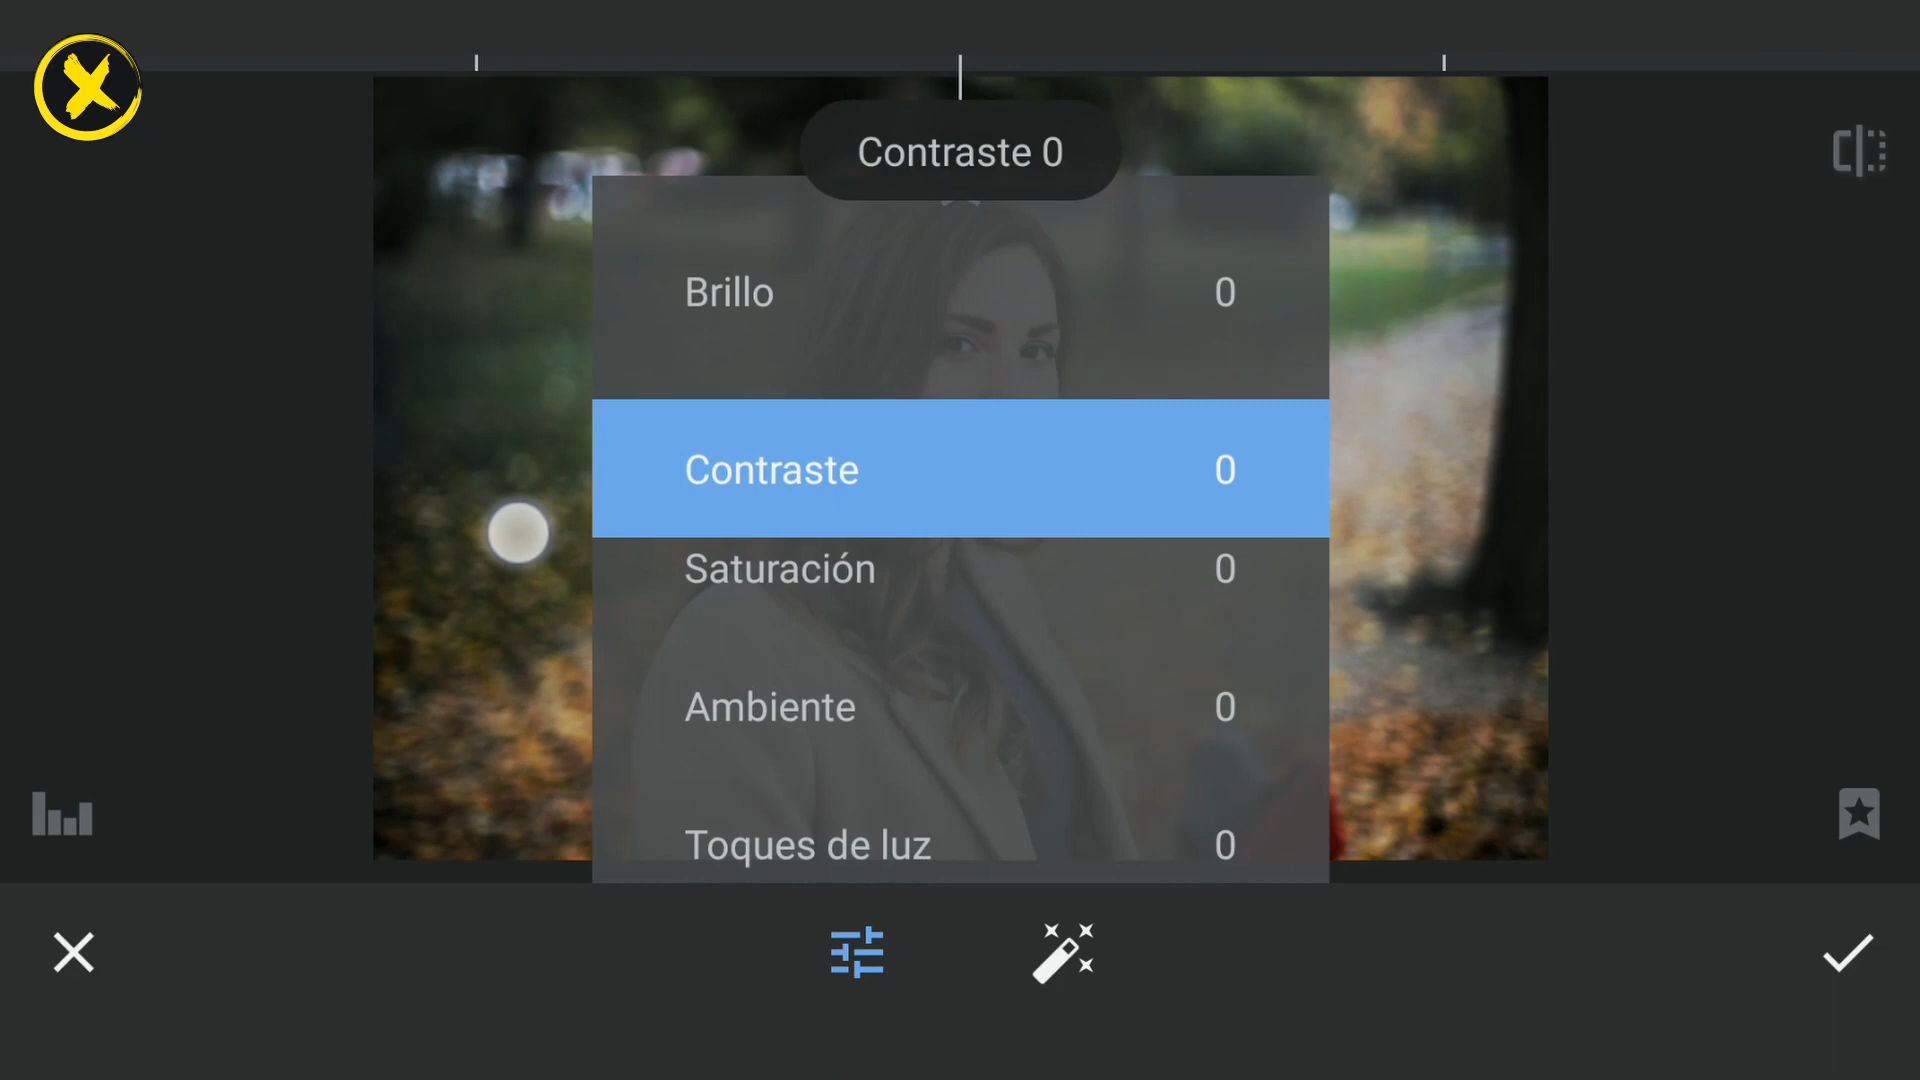 Contraste 0
Brillo 0
Contraste 0
Saturación 0
Ambiente 0
Toques de luz 0